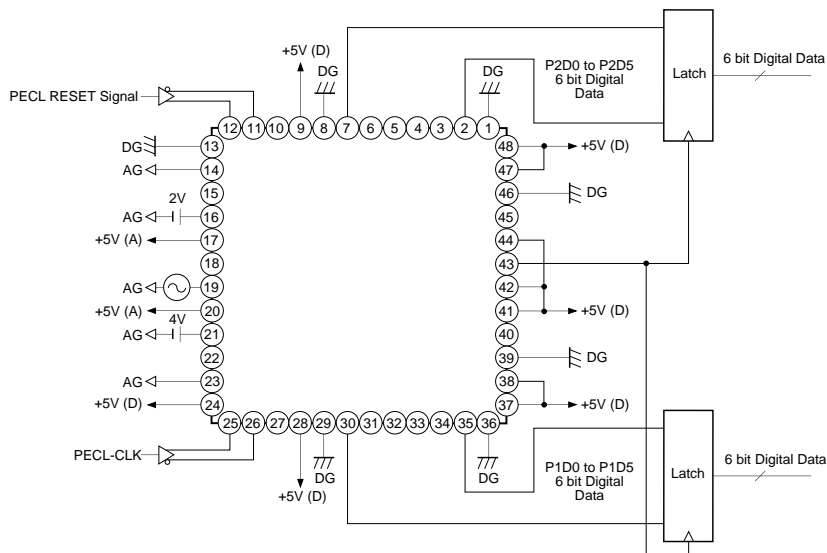 +5V (D)
DG
DG
P2D0 to P2D5
6 bit Digital
Data
Latch
6 bit Digital Data
PECL RESET Signal
12
11
10
9
8
7
6
5
4
3
2
1
DG
13
AG
14
15
AG
2V
16
+5V (A)
17
18
AG
19
+5V (A)
20
AG
4V
21
22
AG
23
+5V (D)
24
48
+5V (D)
47
46
DG
45
44
43
42
41
+5V (D)
40
39
DG
38
37
+5V (D)
25
26
27
28
29
30
31
32
33
34
35
36
PECL-CLK
DG
+5V (D)
DG
P1D0 to P1D5
6 bit Digital
Data
Latch
6 bit Digital Data